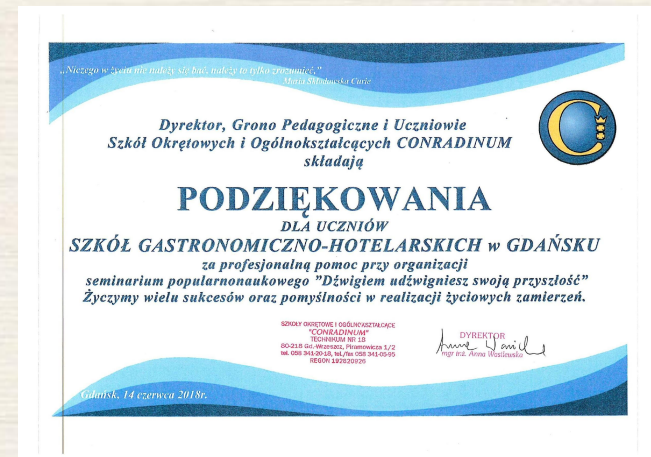 „Niczego w życiu nie należy się bać, należy to tylko zrozumieć."
Maria Skłodowska Curie
Dyrektor, Grono Pedagogiczne i Uczniowie
Szkół Okrętowych i Ogólnokształcących CONRADINUM
składają
PODZIĘKOWANIA
DLA UCZNIÓW
SZKÓŁ GASTRONOMICZNO-HOTELARSKICH w GDAŃSKU
za profesjonalną pomoc przy organizacji
seminarium popularnonaukowego "Dźwigiem udźwigniesz swoją przyszłość"
Życzymy wielu sukcesów oraz pomyślności w realizacji życiowych zamierzeń.
SZKOŁY OKRĘTOWE I OGÓLNOKSZTAŁCĄCE
"CONRADINUM"
TECHNIKUM NR 18
80-218 Gd.-Wrzeszcz, Piramowicza 1/2
tel. 058 341-20-18, tel./fax 058 341-05-95
REGON 192820926
DYREKTOR
mgr inż. Anna Wasilewska
Gdańsk, 14 czerwca 2018r.